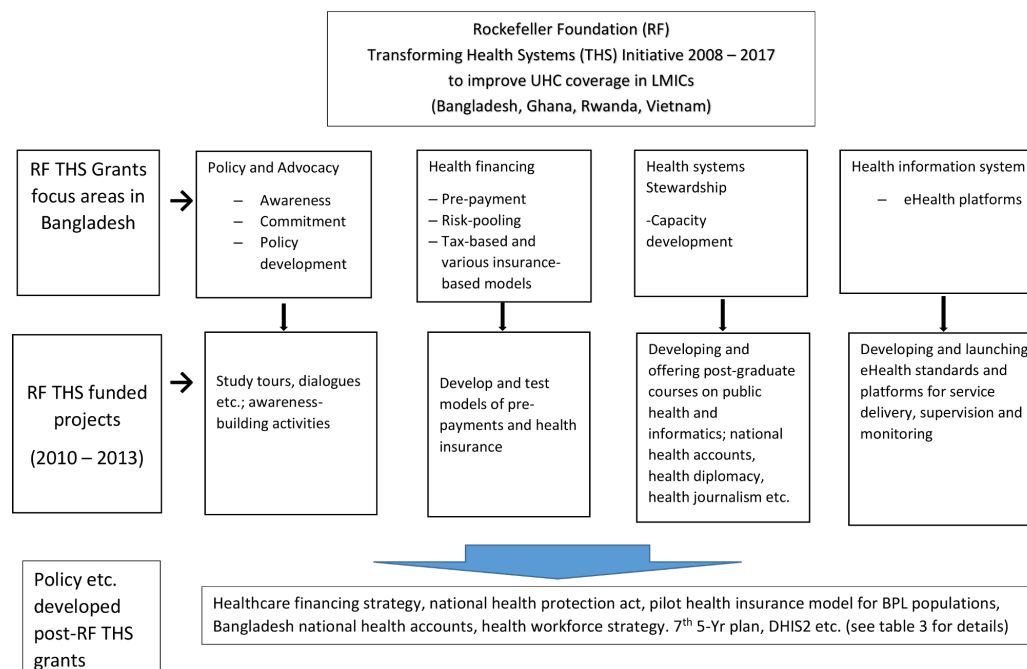 Rockefeller Foundation (RF)
Transforming Health Systems (THS) Initiative 2008 – 2017
to improve UHC coverage in LMICs
(Bangladesh, Ghana, Rwanda, Vietnam)
RF THS Grants
focus areas in
Bangladesh
Policy and Advocacy
– Awareness
– Commitment
– Policy
development
Health financing
– Pre-payment
– Risk-pooling
– Tax-based and
various insurance-
based models
Health systems
Stewardship
-Capacity
development
Health information system
– eHealth platforms
RF THS funded
projects
(2010 – 2013)
Study tours, dialogues
etc.; awareness-
building activities
Develop and test
models of pre-
payments and health
insurance
Developing and
offering post-graduate
courses on public
health and
informatics; national
health accounts,
health diplomacy,
health journalism etc.
Developing and launching
eHealth standards and
platforms for service
delivery, supervision and
monitoring
Policy etc.
developed
post-RF THS
grants
Healthcare financing strategy, national health protection act, pilot health insurance model for BPL populations,
Bangladesh national health accounts, health workforce strategy. 7th 5-Yr plan, DHIS2 etc. (see table 3 for details)